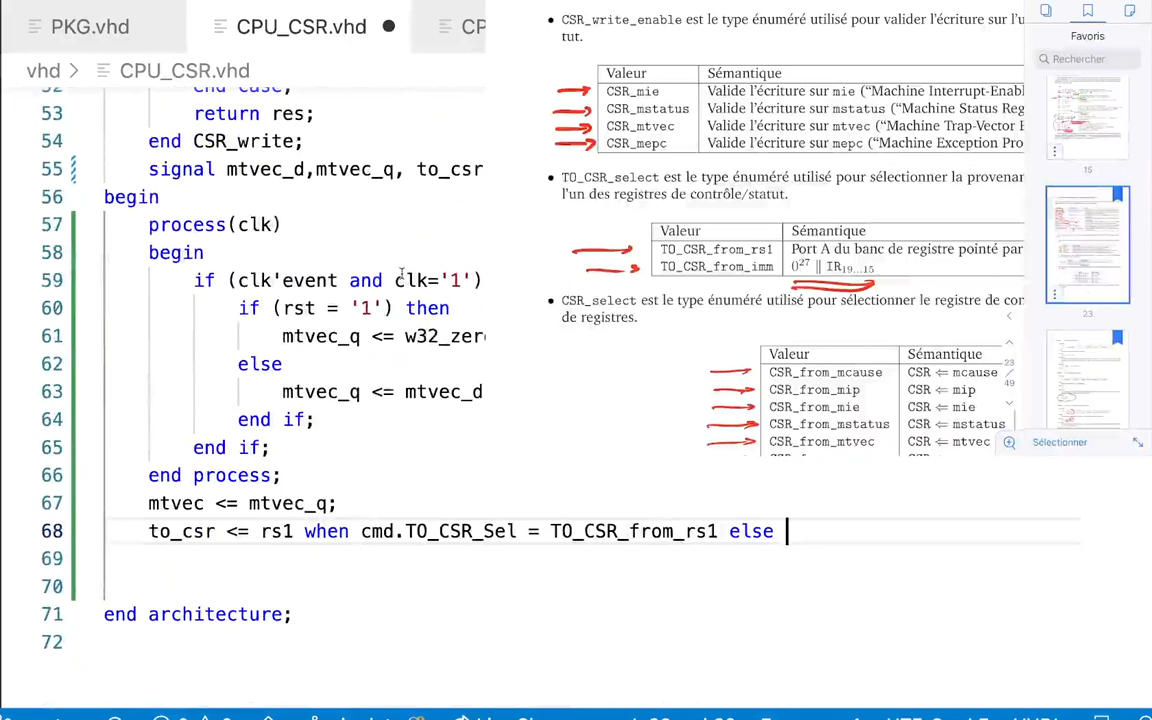 PKG.vhd
CPU_CSR.vhd
CP
vhd > CPU_CSR.vhd
52 end case;
53 return res;
54 end CSR_write;
55 signal mtvec_d,mtvec_q, to_csr
56 begin
57 process(clk)
58 begin
59 if (clk'event and clk='1')
60 if (rst = '1') then
61 mtvec_q <= w32_zer
62 else
63 mtvec_q <= mtvec_d
64 end if;
65 end if;
66 end process;
67 mtvec <= mtvec_q;
68 to_csr <= rs1 when cmd.TO_CSR_Sel = TO_CSR_from_rs1 else
69
70
71 end architecture;
72
• CSR_write_enable est le type énuméré utilisé pour valider l'écriture sur l'u
tut.
Valeur Sémantique
CSR_mie Valide l'écriture sur mie ("Machine Interrupt-Enabl
CSR_mstatus Valide l'écriture sur mstatus ("Machine Status Reg
CSR_mtvec Valide l'écriture sur mtvec ("Machine Trap-Vector
CSR_mepc Valide l'écriture sur mepc ("Machine Exception Pro
• TO_CSR_select est le type énuméré utilisé pour sélectionner la provenan
l'un des registres de contrôle/statut.
Valeur Sémantique
TO_CSR_from_rs1 Port A du banc de registre pointé par
TO_CSR_from_imm 0²⁷ ‖ IR₁₉…₁₅
• CSR_select est le type énuméré utilisé pour sélectionner le registre de con
de registres.
Valeur Sémantique
CSR_from_mcause CSR ⇐ mcause
CSR_from_mip CSR ⇐ mip
CSR_from_mie CSR ⇐ mie
CSR_from_mstatus CSR ⇐ mstatus
CSR_from_mtvec CSR ⇐ mtvec
23
49
Favoris
Rechercher
15
23
Sélectionner